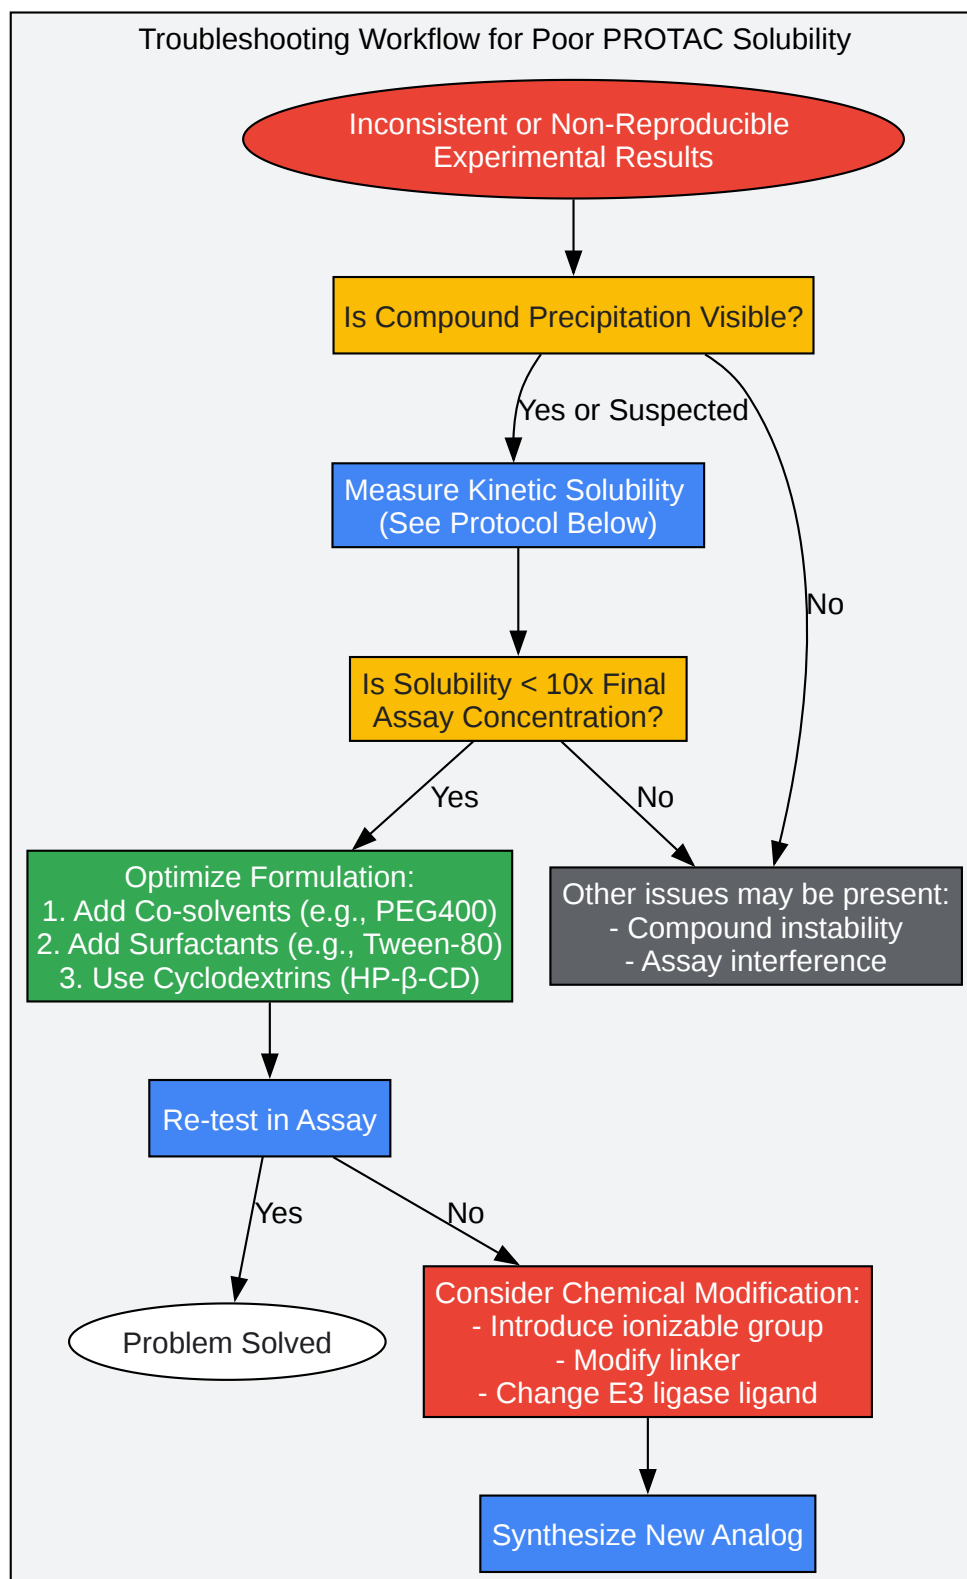 Troubleshooting Workflow for Poor PROTAC Solubility
Inconsistent or Non-Reproducible
Experimental Results
Is Compound Precipitation Visible?
Yes or Suspected
Measure Kinetic Solubility
(See Protocol Below)
No
Is Solubility < 10x Final
Assay Concentration?
Yes
No
Optimize Formulation:
1. Add Co-solvents (e.g., PEG400)
2. Add Surfactants (e.g., Tween-80)
3. Use Cyclodextrins (HP-β-CD)
Other issues may be present:
- Compound instability
- Assay interference
Re-test in Assay
Yes
No
Problem Solved
Consider Chemical Modification:
- Introduce ionizable group
- Modify linker
- Change E3 ligase ligand
Synthesize New Analog